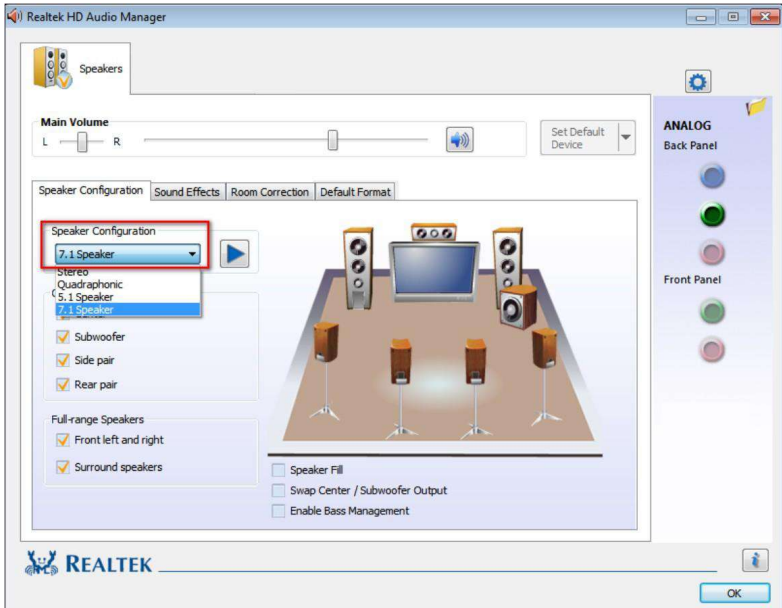 Realtek HD Audio Manager
Speakers
Main Volume
L R
Set Default
Device
ANALOG
Back Panel
Speaker Configuration Sound Effects Room Correction Default Format
Speaker Configuration
7.1 Speaker
Stereo
Quadraphonic
5.1 Speaker
7.1 Speaker
Subwoofer
Side pair
Rear pair
Front Panel
Full-range Speakers
Front left and right
Surround speakers
Speaker Fill
Swap Center / Subwoofer Output
Enable Bass Management
REALTEK
OK